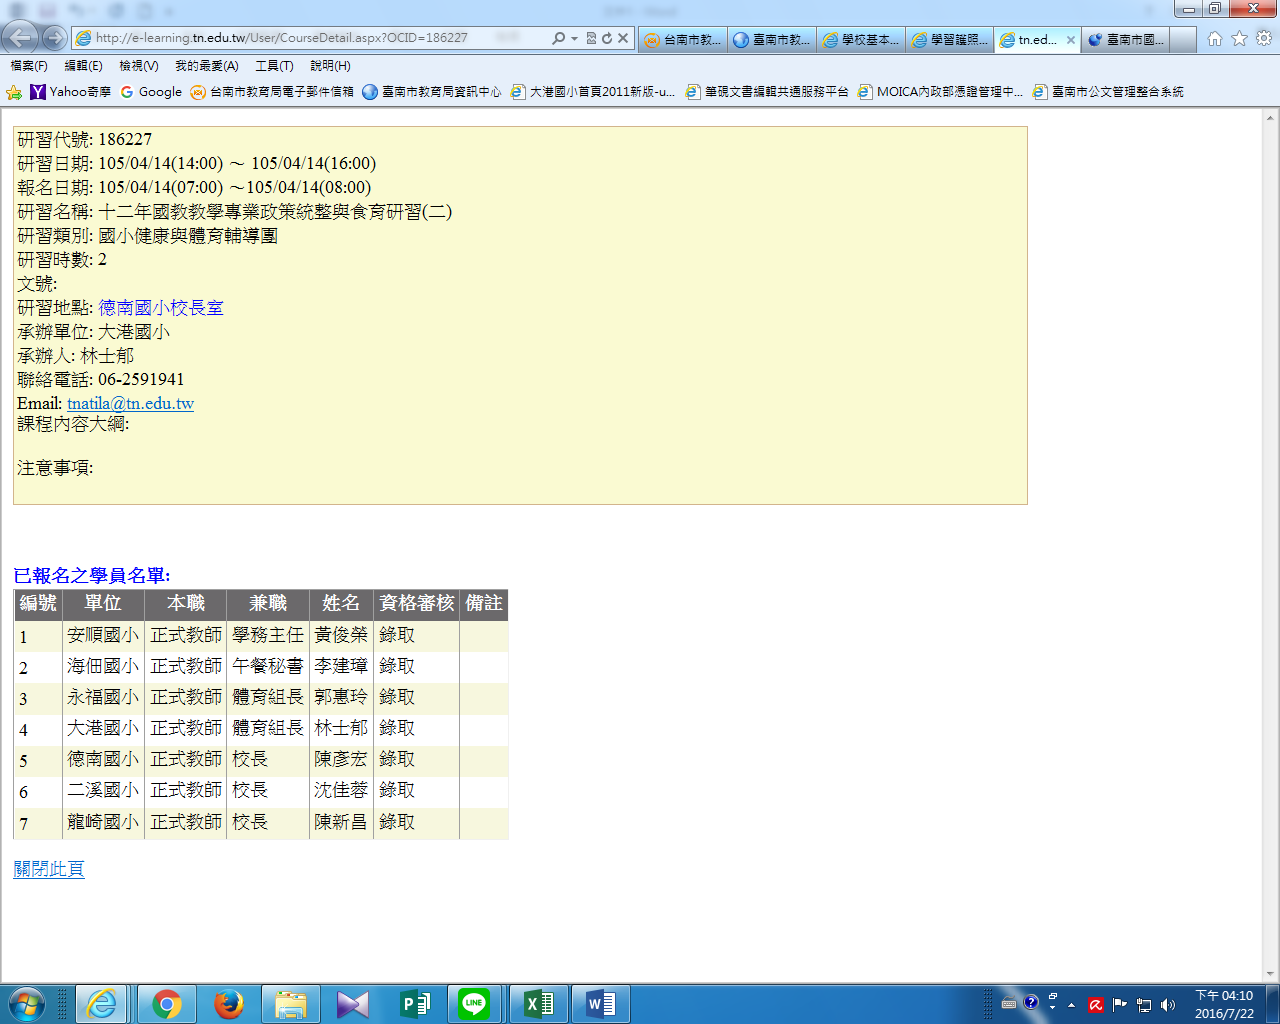 http://e-learning.tn.edu.tw/User/CourseDetail.aspx?OCID=186227
台南市教...
臺南市教...
學校基本...
學習護照...
tn.ed...
臺南市國...
檔案(F) 編輯(E) 檢視(V) 我的最愛(A) 工具(T) 說明(H)
Yahoo奇摩 Google 台南市教育局電子郵件信箱 臺南市教育局資訊中心 大港國小首頁2011新版-u... 筆硯文書編輯共通服務平台 MOICA內政部憑證管理中... 臺南市公文管理整合系統
研習代號: 186227
研習日期: 105/04/14(14:00) ～ 105/04/14(16:00)
報名日期: 105/04/14(07:00) ～105/04/14(08:00)
研習名稱: 十二年國教教學專業政策統整與食育研習(二)
研習類別: 國小健康與體育輔導團
研習時數: 2
文號:
研習地點: 德南國小校長室
承辦單位: 大港國小
承辦人: 林士郁
聯絡電話: 06-2591941
Email: tnatila@tn.edu.tw
課程內容大綱:
注意事項:
已報名之學員名單:
編號 單位 本職 兼職 姓名 資格審核 備註
1 安順國小 正式教師 學務主任 黃俊榮 錄取
2 海佃國小 正式教師 午餐秘書 李建璋 錄取
3 永福國小 正式教師 體育組長 郭惠玲 錄取
4 大港國小 正式教師 體育組長 林士郁 錄取
5 德南國小 正式教師 校長 陳彥宏 錄取
6 二溪國小 正式教師 校長 沈佳蓉 錄取
7 龍崎國小 正式教師 校長 陳新昌 錄取
關閉此頁
下午 04:10
2016/7/22